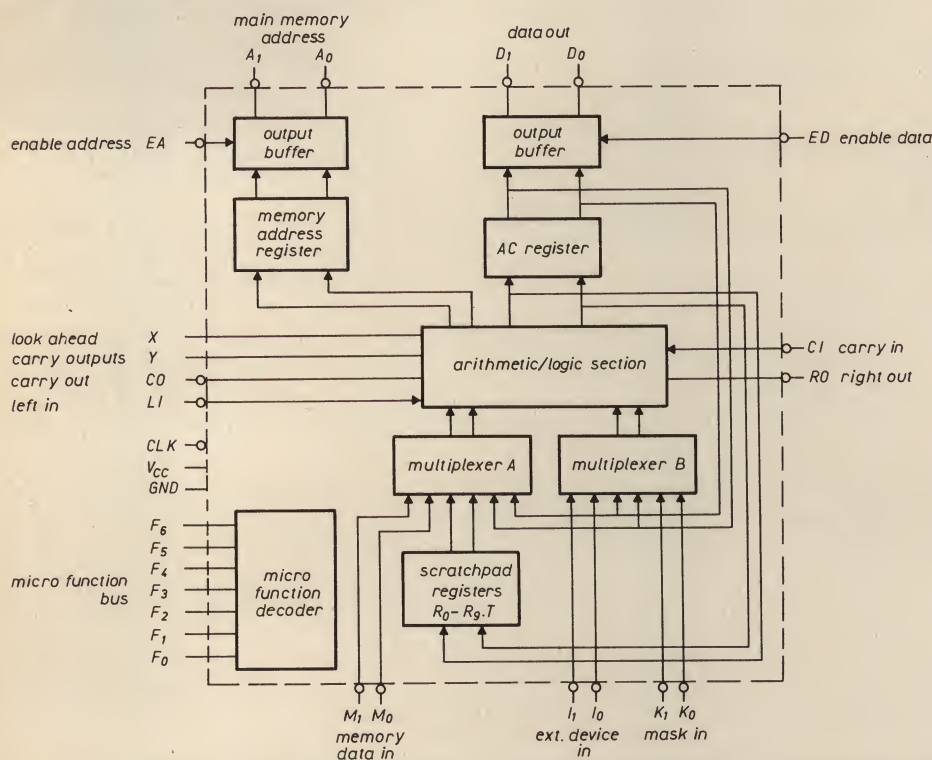 main memory
address
A1 A0
data out
D1 D0
enable address EA
output
buffer
output
buffer
ED enable data
memory
address
register
AC register
look ahead X
carry outputs Y
carry out CO
left in LI
arithmetic/logic section
CI carry in
RO right out
CLK
VCC
GND
multiplexer A
multiplexer B
F6
F5
F4
F3
F2
F1
F0
micro function
bus
micro
function
decoder
scratchpad
registers
R0–R9.T
M1 M0
memory
data in
I1 I0
ext. device
in
K1 K0
mask in